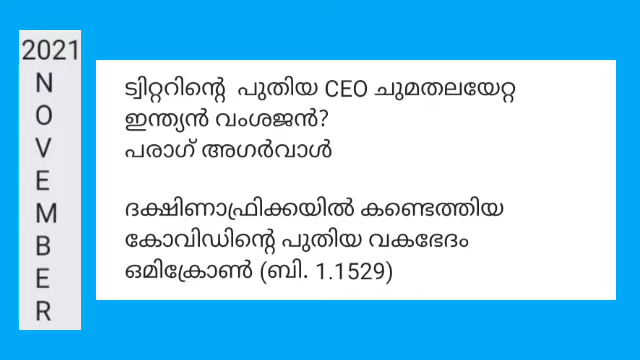 2021
N
O
V
E
M
B
E
R
ട്വിറ്ററിന്റെ പുതിയ CEO ചുമതലയേറ്റ
ഇന്ത്യൻ വംശജൻ?
പരാഗ് അഗർവാൾ
ദക്ഷിണാഫ്രിക്കയിൽ കണ്ടെത്തിയ
കോവിഡിന്റെ പുതിയ വകഭേദം
ഒമിക്രോൺ (ബി. 1.1529)